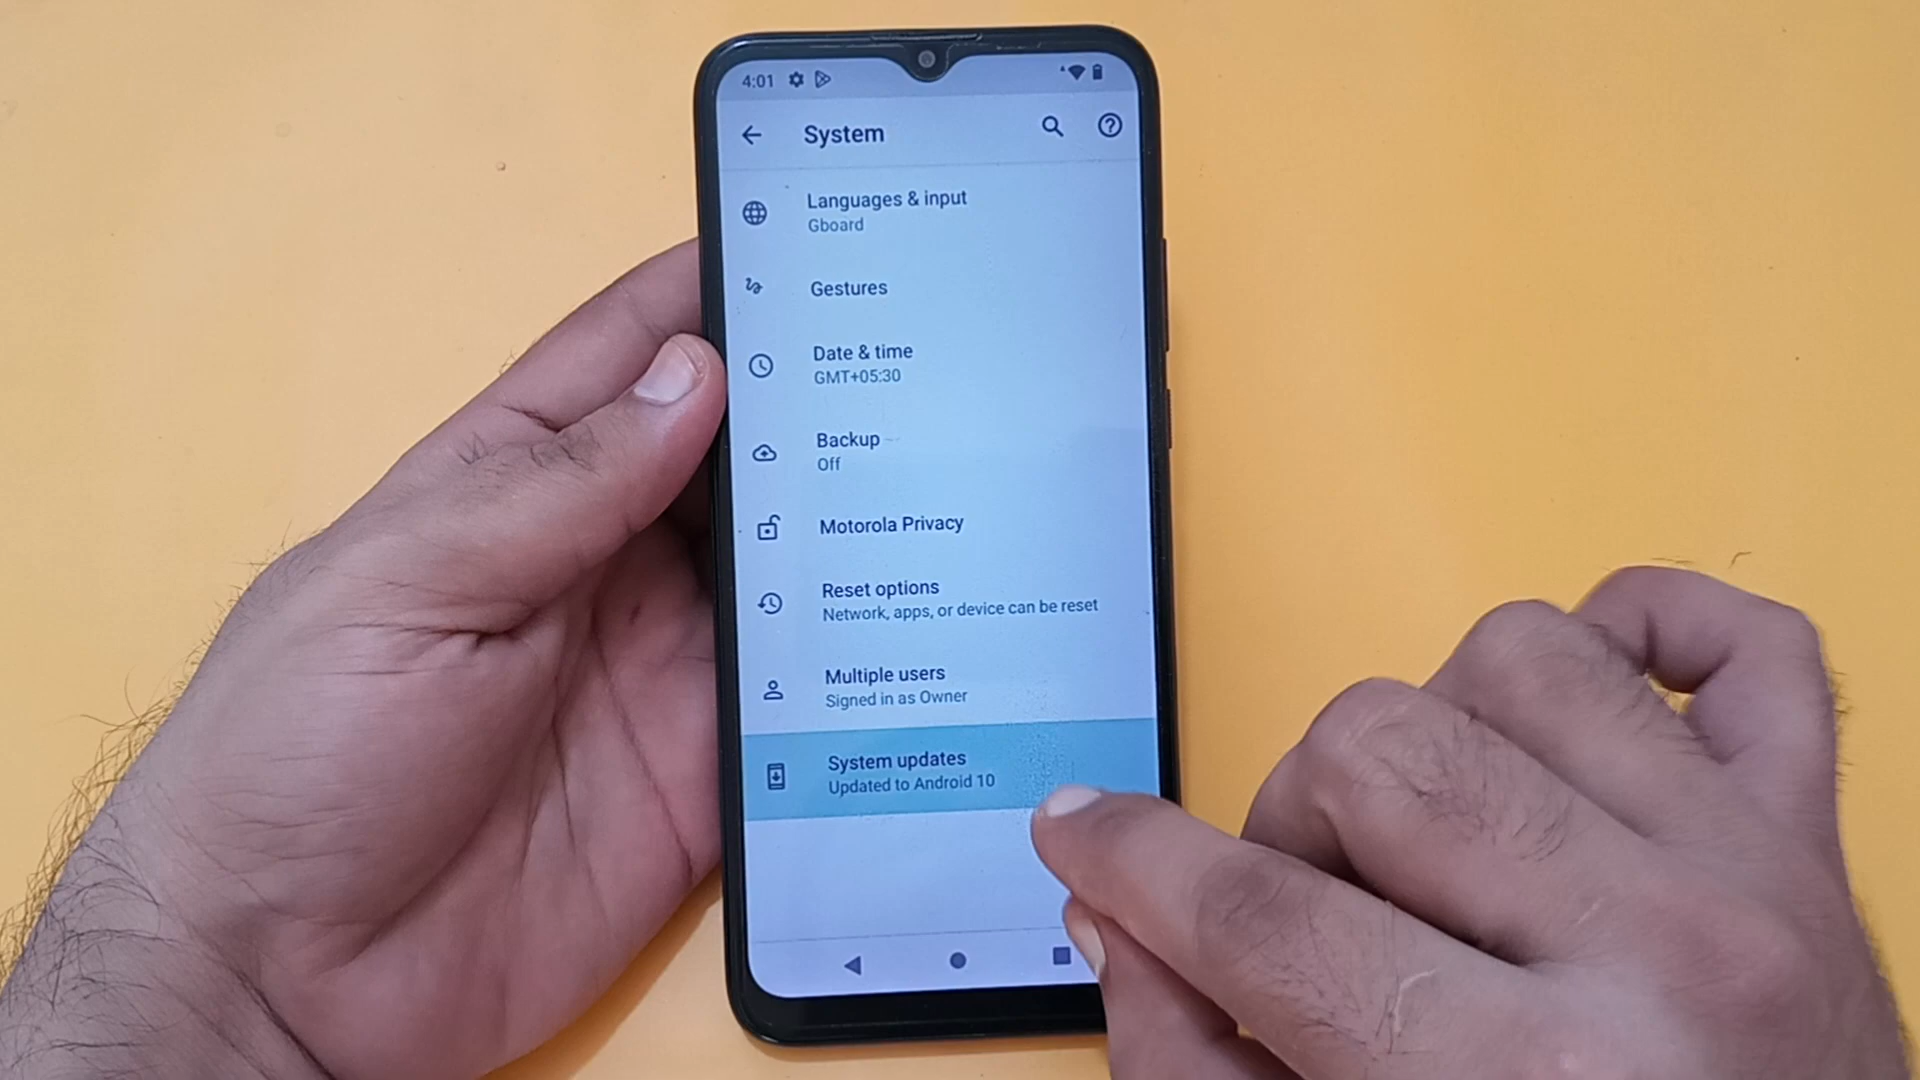 4:01
System
Languages & input
Gboard
Gestures
Date & time
GMT+05:30
Backup
Off
Motorola Privacy
Reset options
Network, apps, or device can be reset
Multiple users
Signed in as Owner
System updates
Updated to Android 10